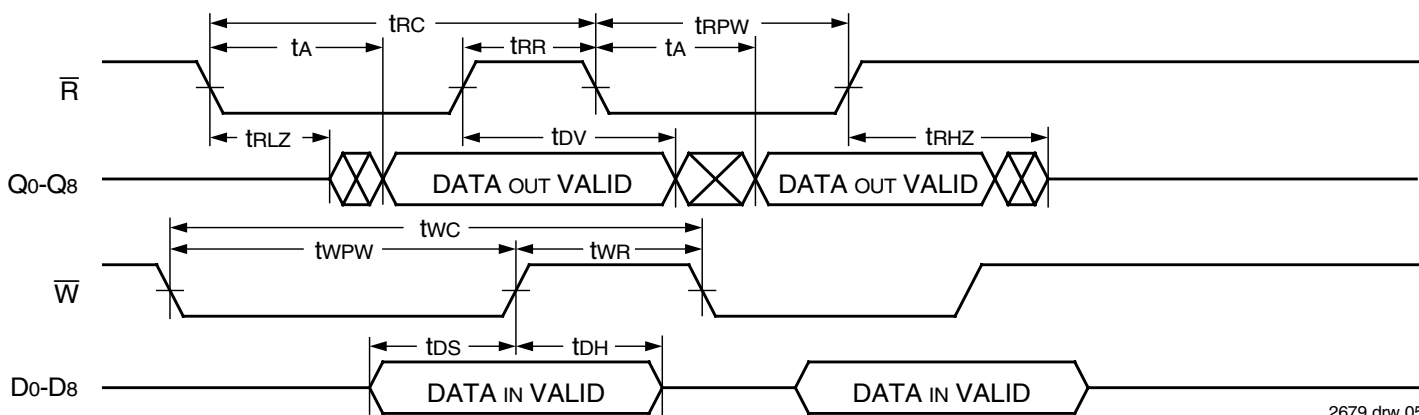 tRC tRPW
tA tRR tA
R̅
tRLZ tDV tRHZ
Q0-Q8 DATA OUT VALID DATA OUT VALID
tWC
tWPW tWR
W̅
tDS tDH
D0-D8 DATA IN VALID DATA IN VALID
2679 drw 05